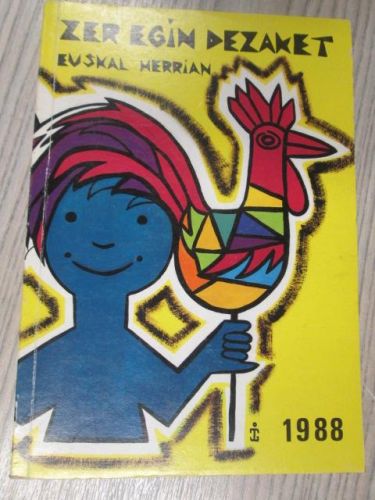 ZER EGIN DEZAKET
EUSKAL HERRIAN
1988